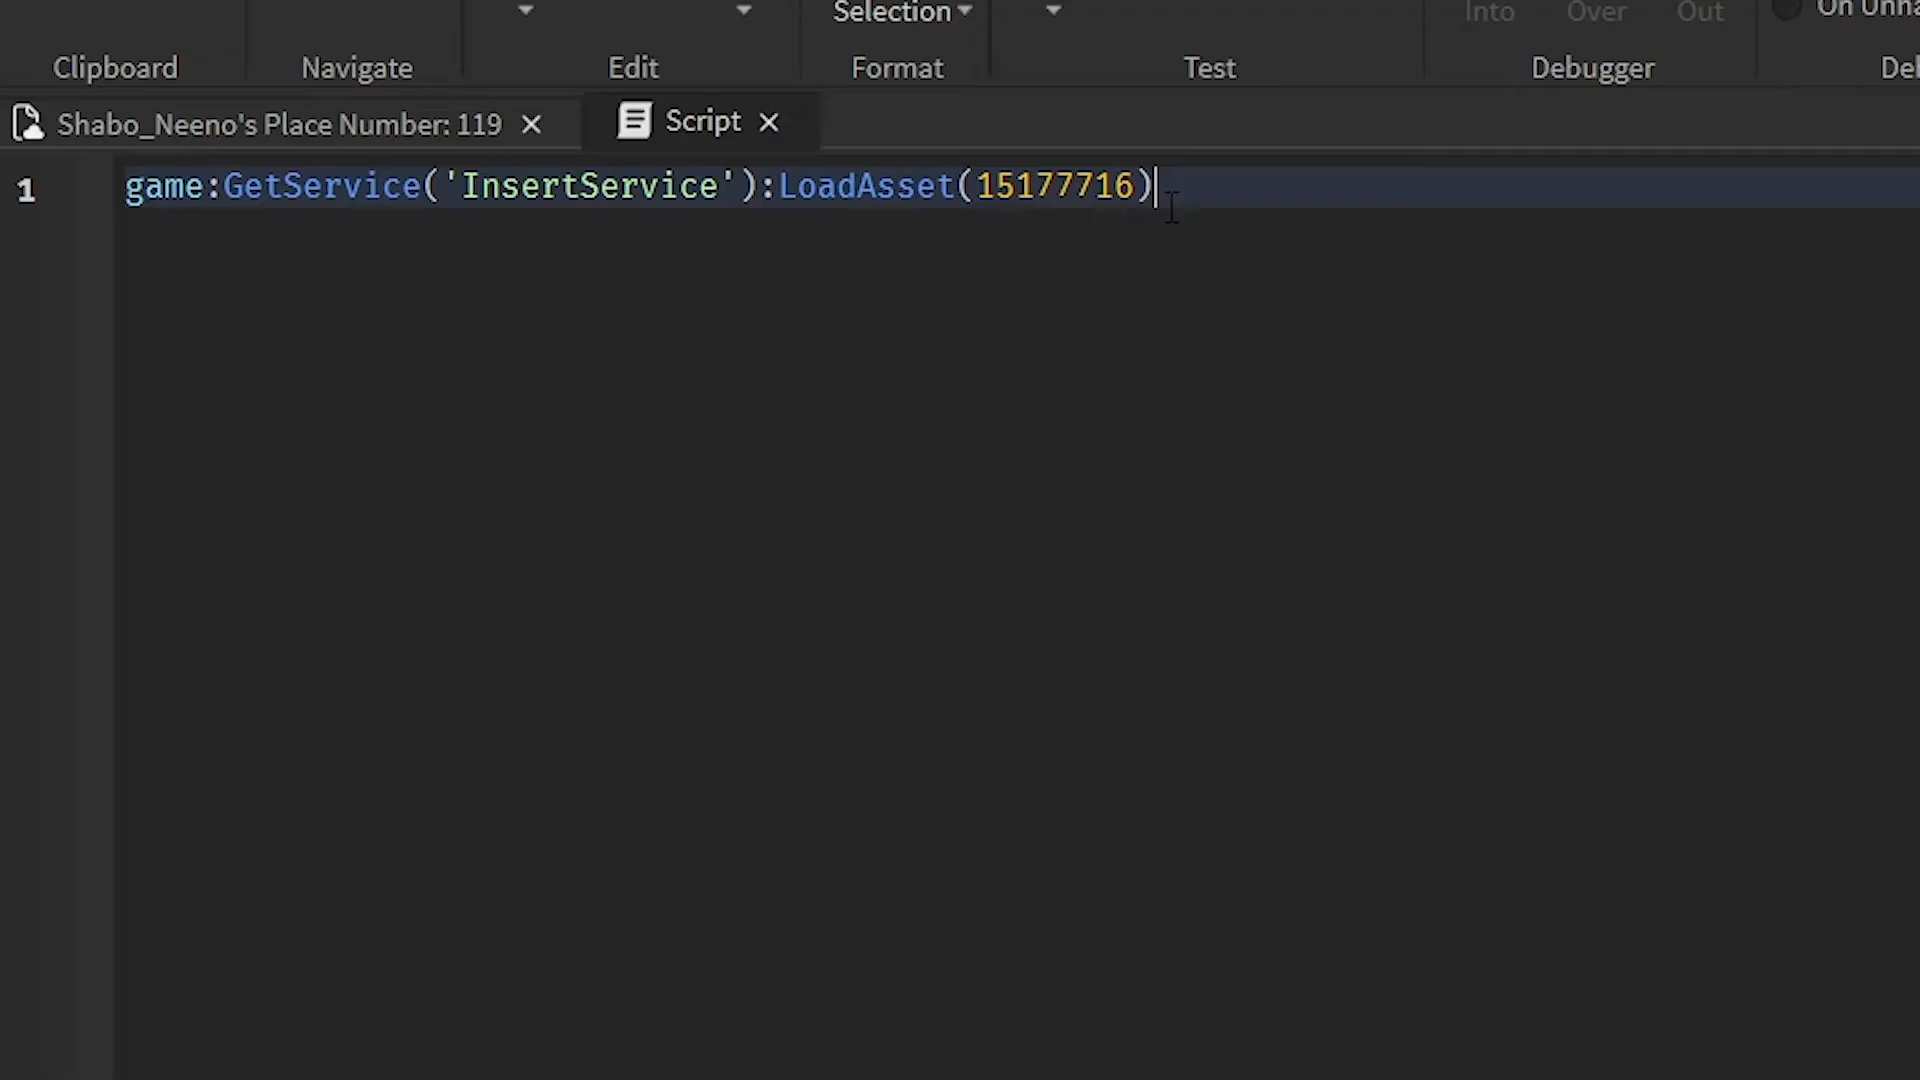 Selection
Into Over Out
Clipboard Navigate Edit Format Test Debugger
Shabo_Neeno's Place Number: 119 Script
1 game:GetService('InsertService'):LoadAsset(15177716)